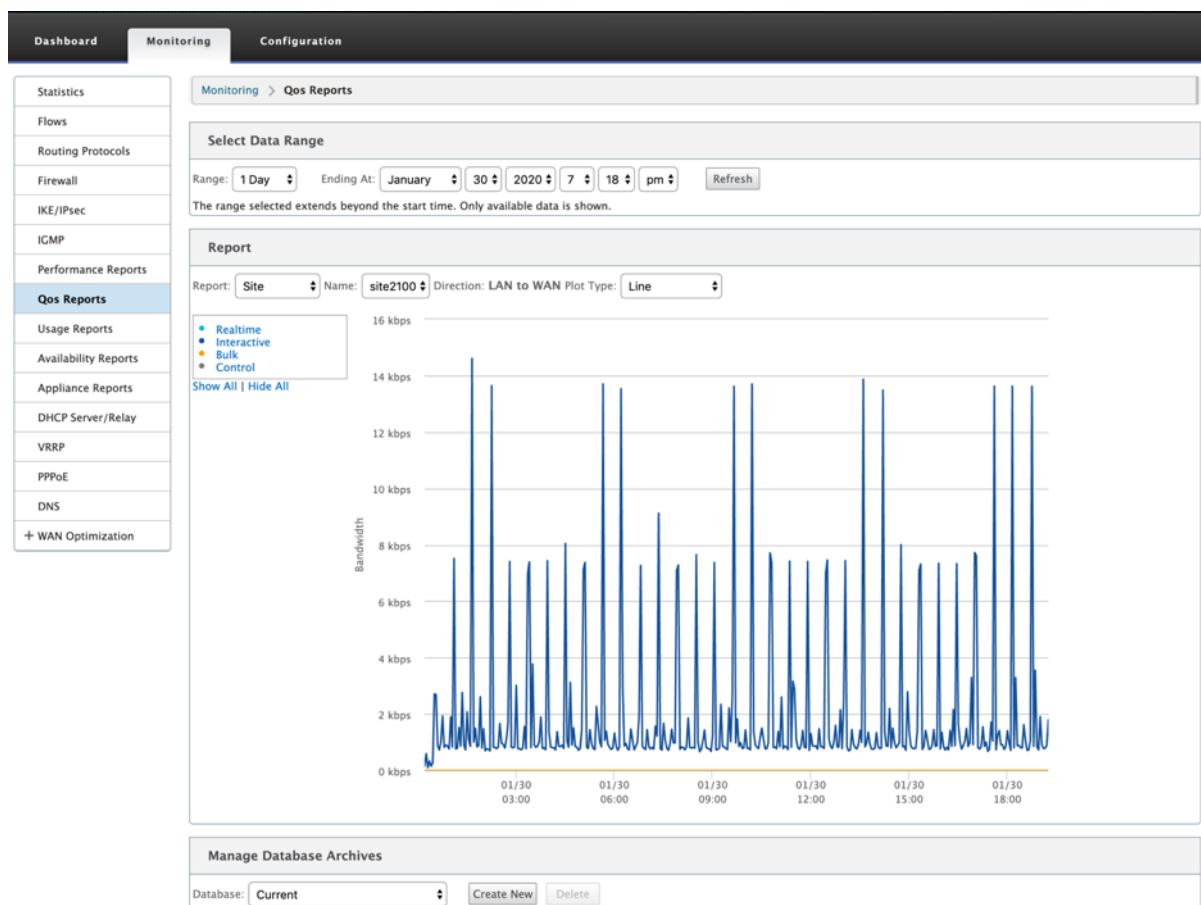 Dashboard Monitoring Configuration
Statistics
Flows
Routing Protocols
Firewall
IKE/IPsec
IGMP
Performance Reports
Qos Reports
Usage Reports
Availability Reports
Appliance Reports
DHCP Server/Relay
VRRP
PPPoE
DNS
+ WAN Optimization
Monitoring > Qos Reports
Select Data Range
Range: 1 Day Ending At: January 30 2020 7 18 pm Refresh
The range selected extends beyond the start time. Only available data is shown.
Report
Report: Site Name: site2100 Direction: LAN to WAN Plot Type: Line
Realtime
Interactive
Bulk
Control
Show All | Hide All
Bandwidth
16 kbps
14 kbps
12 kbps
10 kbps
8 kbps
6 kbps
4 kbps
2 kbps
0 kbps
01/30 01/30 01/30 01/30 01/30 01/30
03:00 06:00 09:00 12:00 15:00 18:00
Manage Database Archives
Database: Current Create New Delete